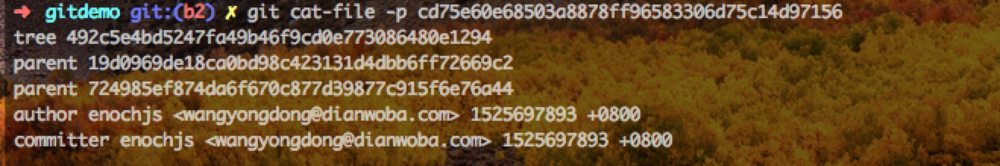 ➜ gitdemo git:(b2) ✗ git cat-file -p cd75e60e68503a8878ff96583306d75c14d97156
tree 492c5e4bd5247fa49b46f9cd0e773086480e1294
parent 19d0969de18ca0bd98c423131d4dbb6ff72669c2
parent 724985ef874da6f670c877d39877c915f6e76a44
author enochjs <wangyongdong@dianwoba.com> 1525697893 +0800
committer enochjs <wangyongdong@dianwoba.com> 1525697893 +0800